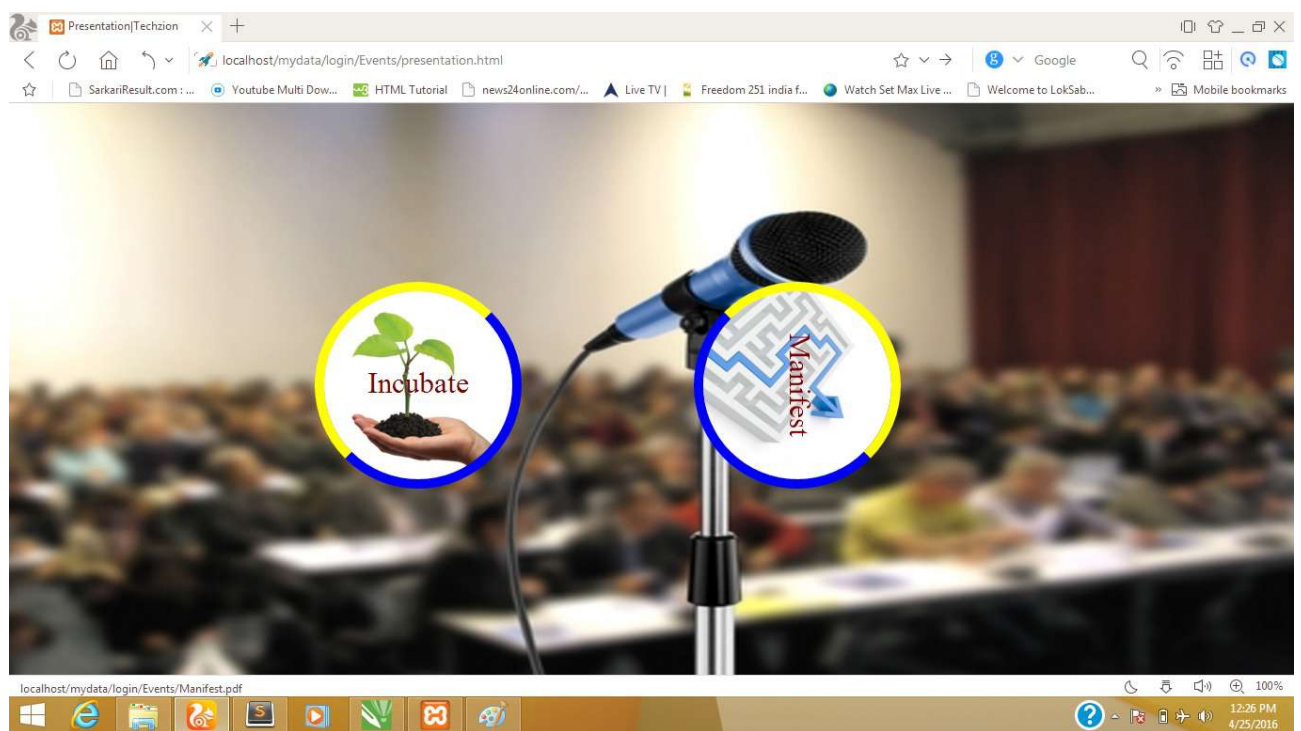 Presentation|Techzion
localhost/mydata/login/Events/presentation.html
Google
SarkariResult.com : ...
Youtube Multi Dow...
HTML Tutorial
news24online.com/...
Live TV |
Freedom 251 india f...
Watch Set Max Live ...
Welcome to LokSab...
»
Mobile bookmarks
Incubate
Manifest
localhost/mydata/login/Events/Manifest.pdf
100%
12:26 PM
4/25/2016